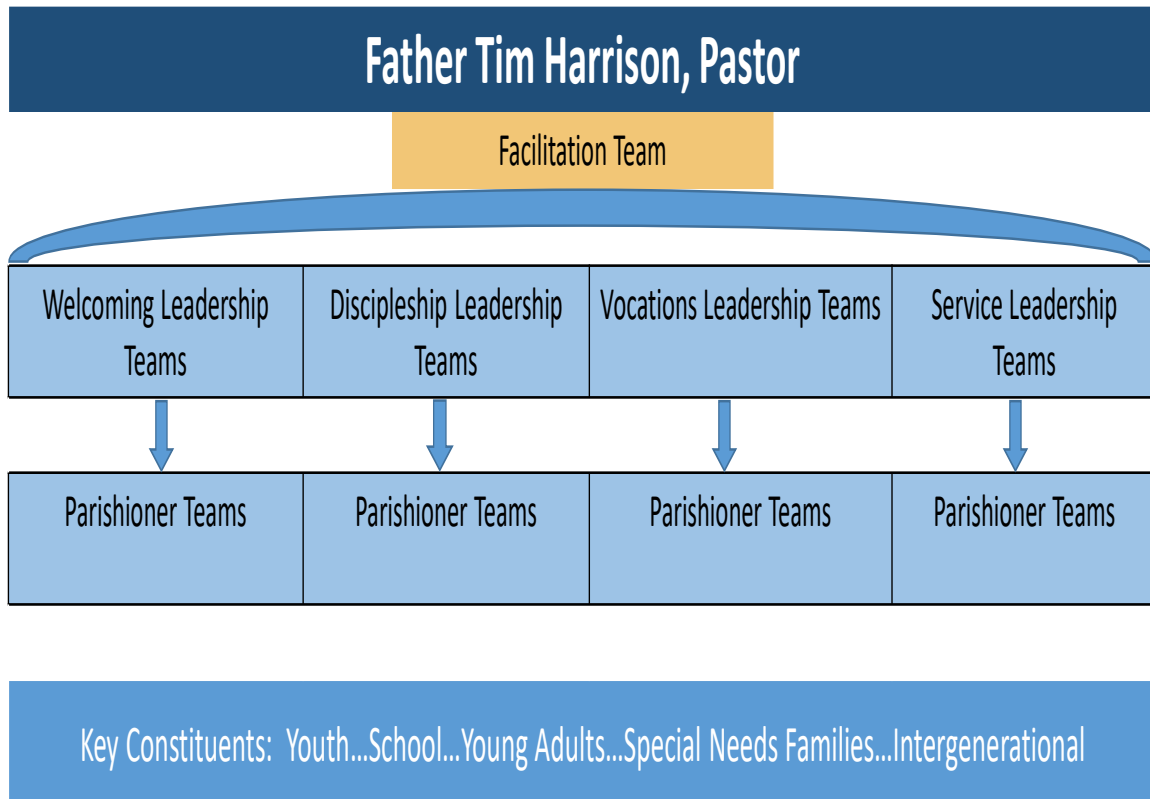 Father Tim Harrison, Pastor
Facilitation Team
Welcoming Leadership
Teams
Discipleship Leadership
Teams
Vocations Leadership Teams
Service Leadership
Teams
Parishioner Teams
Parishioner Teams
Parishioner Teams
Parishioner Teams
Key Constituents:  Youth...School...Young Adults...Special Needs Families...Intergenerational